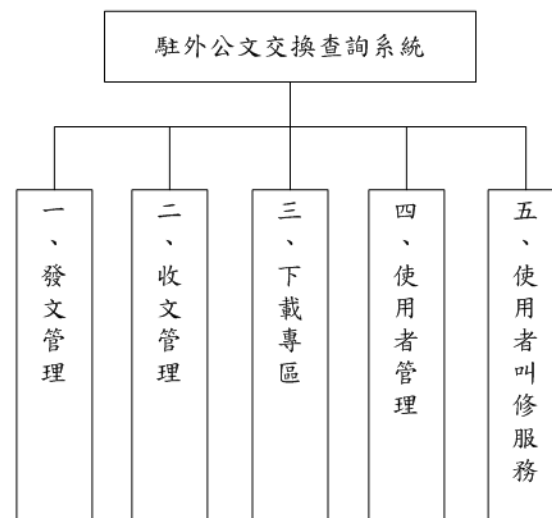 駐外公文交換查詢系統
一、發文管理
二、收文管理
三、下載專區
四、使用者管理
五、使用者叫修服務